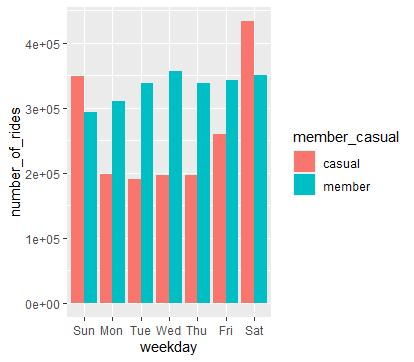 number_of_rides
4e+05
3e+05
2e+05
1e+05
0e+00
Sun Mon Tue Wed Thu Fri Sat
weekday
member_casual
casual
member